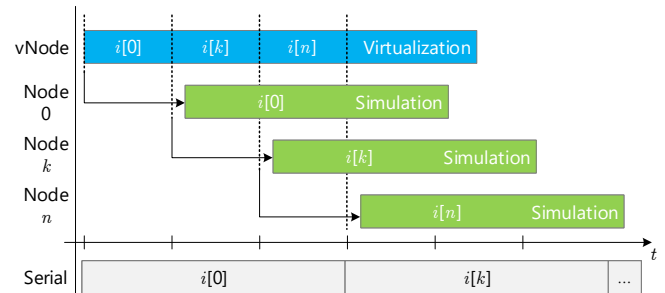 vNode i[0] i[k] i[n] Virtualization
Node 0 i[0] Simulation
Node k i[k] Simulation
Node n i[n] Simulation
t
Serial i[0] i[k] ...